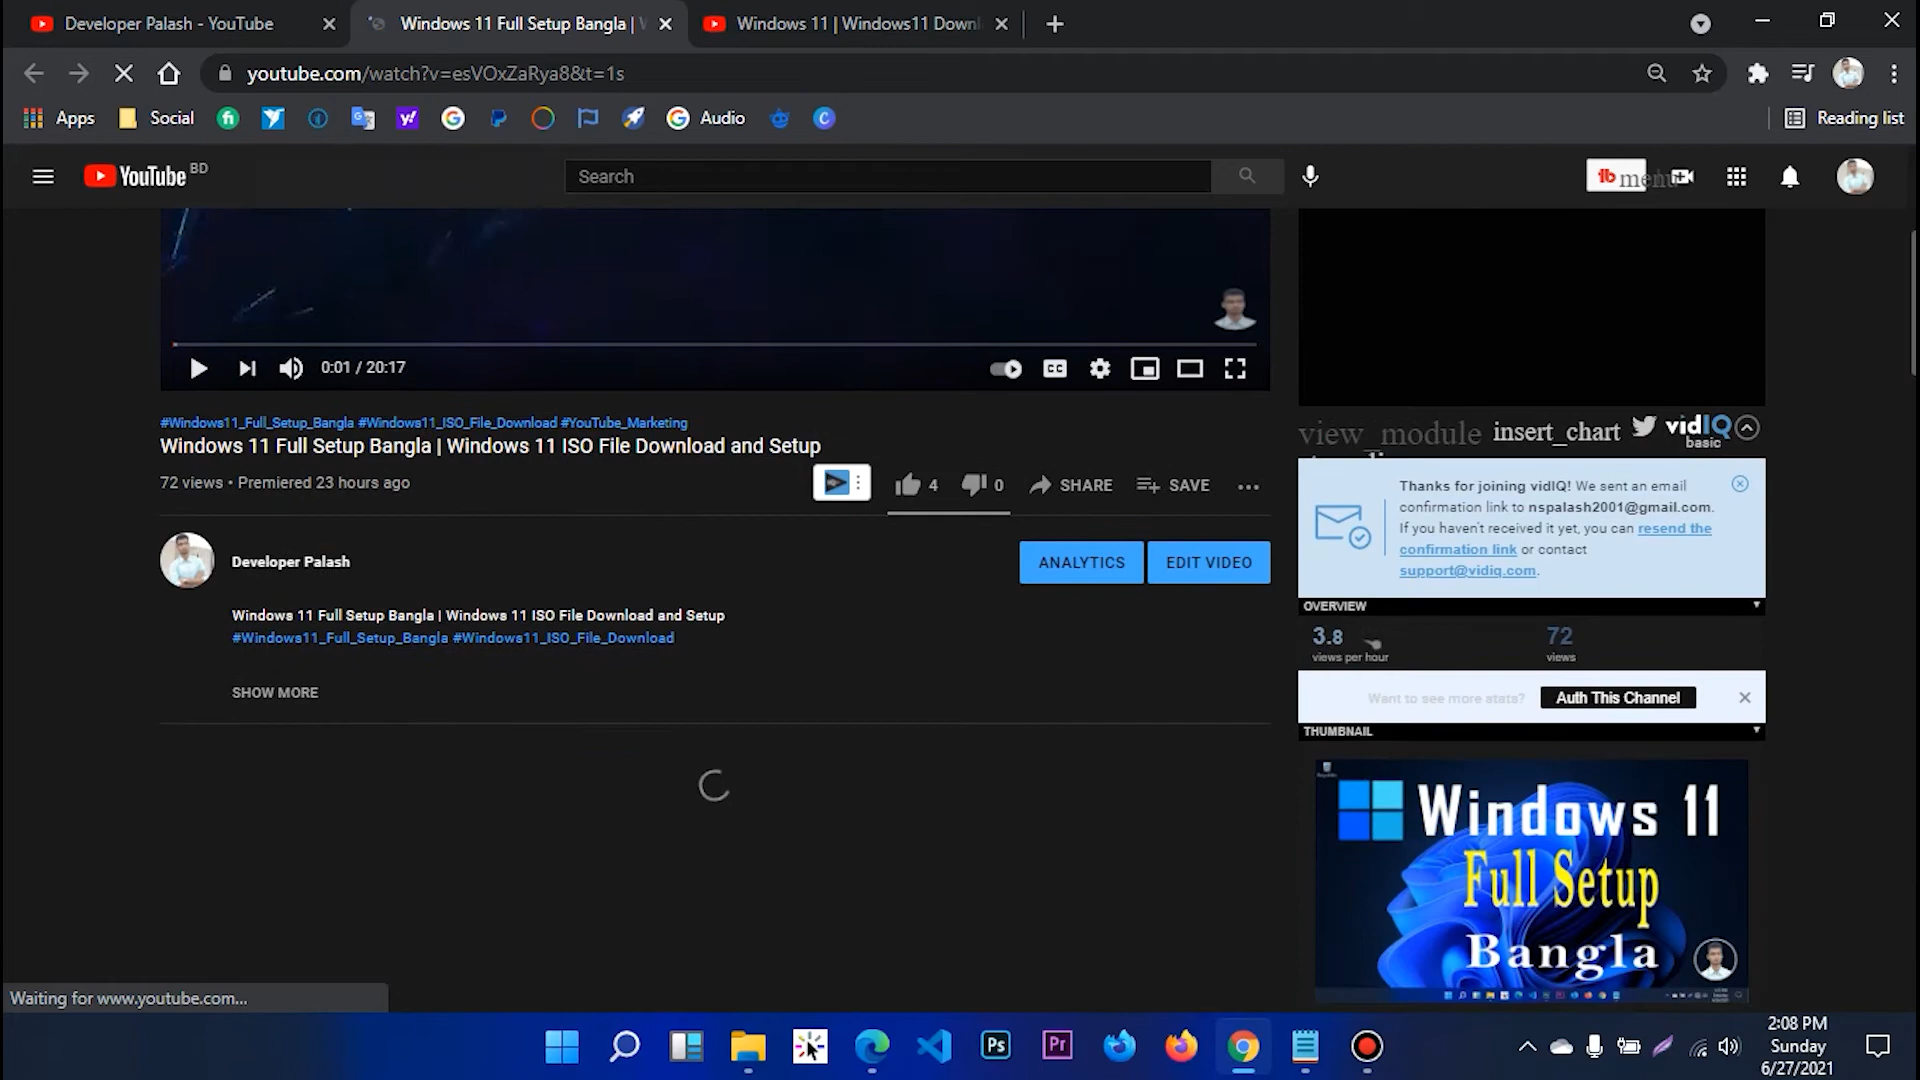 Developer Palash - YouTube
Windows 11 Full Setup Bangla |
Windows 11 | Windows11 Downl
youtube.com/watch?v=esVOxZaRya8&t=1s
Apps
Social
Audio
Reading list
YouTube BD
Search
menu
0:01 / 20:17
#Windows11_Full_Setup_Bangla #Windows11_ISO_File_Download #YouTube_Marketing
Windows 11 Full Setup Bangla | Windows 11 ISO File Download and Setup
72 views • Premiered 23 hours ago
4
0
SHARE
SAVE
Developer Palash
ANALYTICS
EDIT VIDEO
Windows 11 Full Setup Bangla | Windows 11 ISO File Download and Setup
#Windows11_Full_Setup_Bangla #Windows11_ISO_File_Download
SHOW MORE
view_module insert_chart
vidIQ
basic
Thanks for joining vidIQ! We sent an email
confirmation link to nspalash2001@gmail.com.
If you haven't received it yet, you can resend the
confirmation link or contact
support@vidiq.com.
OVERVIEW
3.8
views per hour
72
views
Want to see more stats?
Auth This Channel
THUMBNAIL
Windows 11
Full Setup
Bangla
Waiting for www.youtube.com...
Ps
Pr
2:08 PM
Sunday
6/27/2021